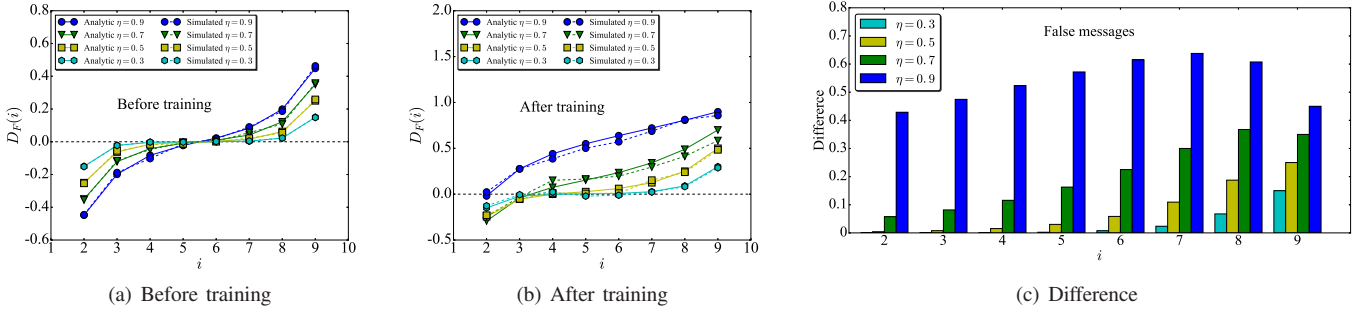 0.8
0.6
0.4
0.2
0.0
-0.2
-0.4
-0.6
D_F(i)
Analytic η = 0.9
Analytic η = 0.7
Analytic η = 0.5
Analytic η = 0.3
Simulated η = 0.9
Simulated η = 0.7
Simulated η = 0.5
Simulated η = 0.3
Before training
1 2 3 4 5 6 7 8 9 10
i
(a) Before training
2.0
1.5
1.0
0.5
0.0
-0.5
D_F(i)
Analytic η = 0.9
Analytic η = 0.7
Analytic η = 0.5
Analytic η = 0.3
Simulated η = 0.9
Simulated η = 0.7
Simulated η = 0.5
Simulated η = 0.3
After training
1 2 3 4 5 6 7 8 9 10
i
(b) After training
0.8
0.7
0.6
0.5
0.4
0.3
0.2
0.1
0.0
Difference
η = 0.3
η = 0.5
η = 0.7
η = 0.9
False messages
2 3 4 5 6 7 8 9
i
(c) Difference